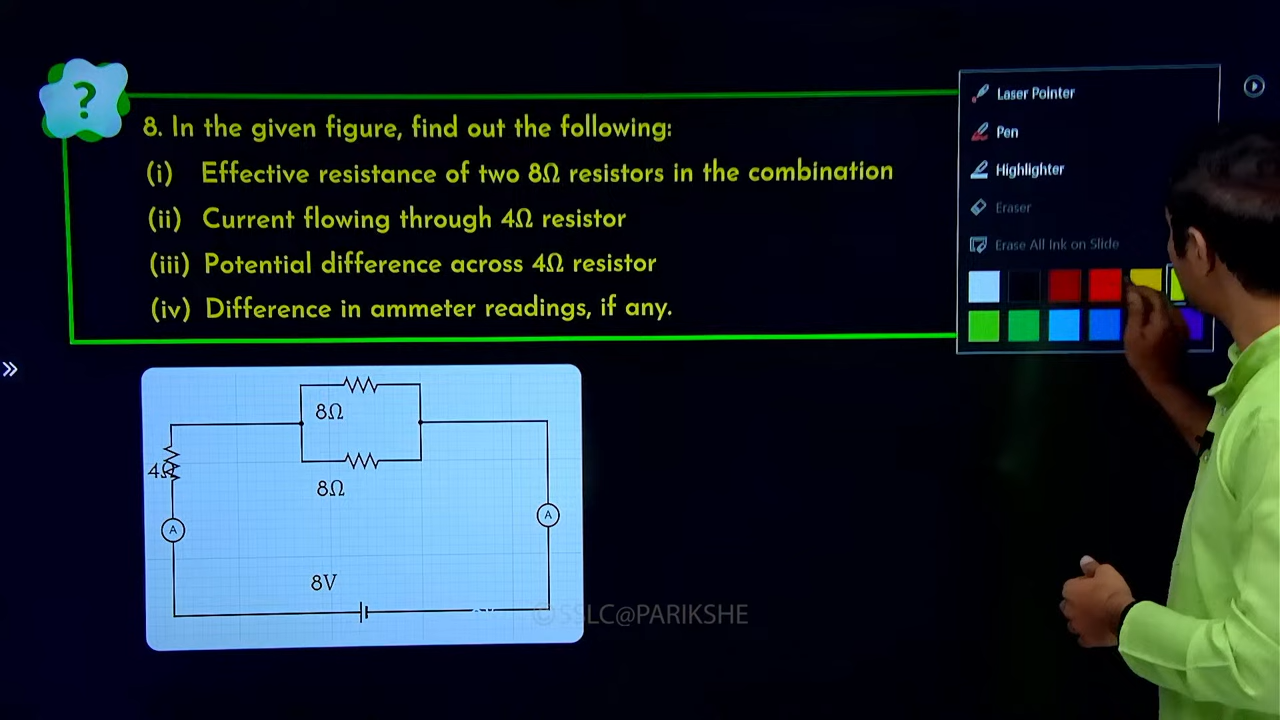 ?
8. In the given figure, find out the following:
(i) Effective resistance of two 8Ω resistors in the combination
(ii) Current flowing through 4Ω resistor
(iii) Potential difference across 4Ω resistor
(iv) Difference in ammeter readings, if any.
Laser Pointer
Pen
Highlighter
Eraser
Erase All Ink on Slide
8Ω
4Ω
8Ω
A
A
8V
©SSLC@PARIKSHE